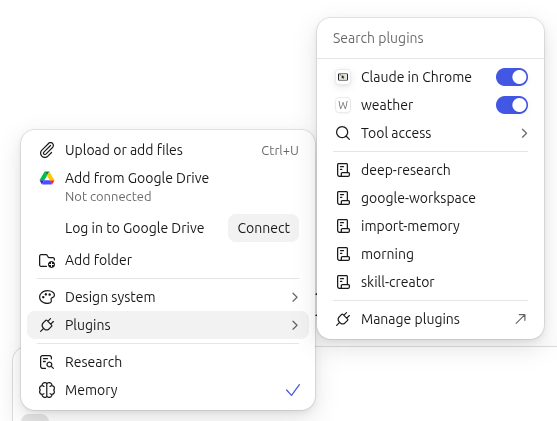 Search plugins
Claude in Chrome
W weather
Tool access
deep-research
google-workspace
import-memory
morning
skill-creator
Manage plugins
Upload or add files Ctrl+U
Add from Google Drive
Not connected
Log in to Google Drive Connect
Add folder
Design system
Plugins
Research
Memory